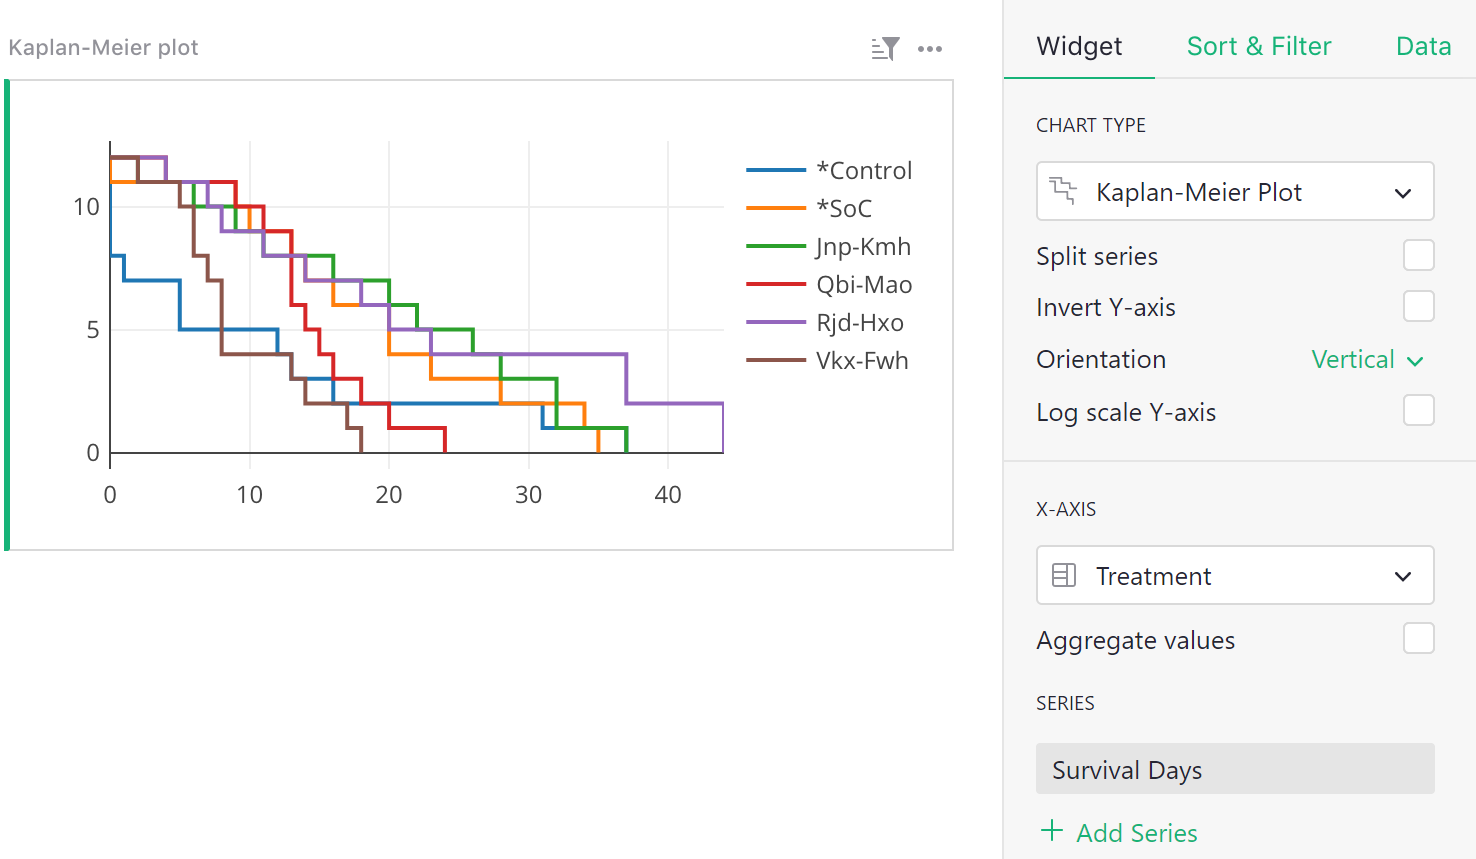 Kaplan-Meier plot
10
5
0
0 10 20 30 40
*Control
*SoC
Jnp-Kmh
Qbi-Mao
Rjd-Hxo
Vkx-Fwh
Widget Sort & Filter Data
CHART TYPE
Kaplan-Meier Plot
Split series
Invert Y-axis
Orientation Vertical
Log scale Y-axis
X-AXIS
Treatment
Aggregate values
SERIES
Survival Days
+ Add Series